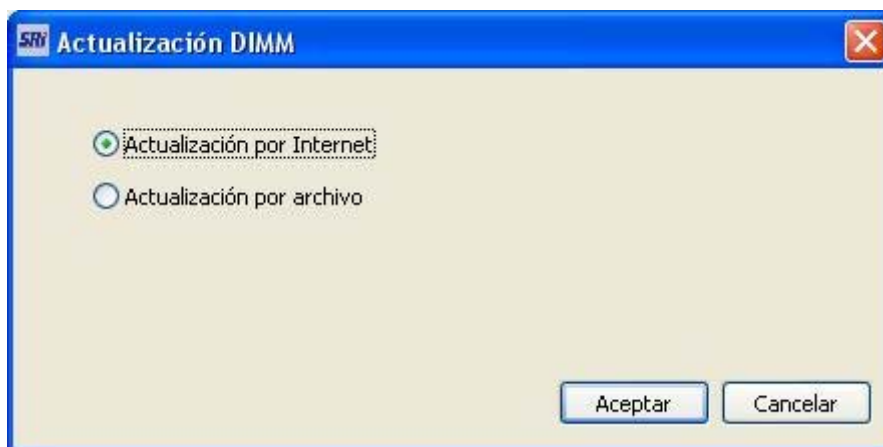 SRi Actualización DIMM
Actualización por Internet
Actualización por archivo
Aceptar Cancelar